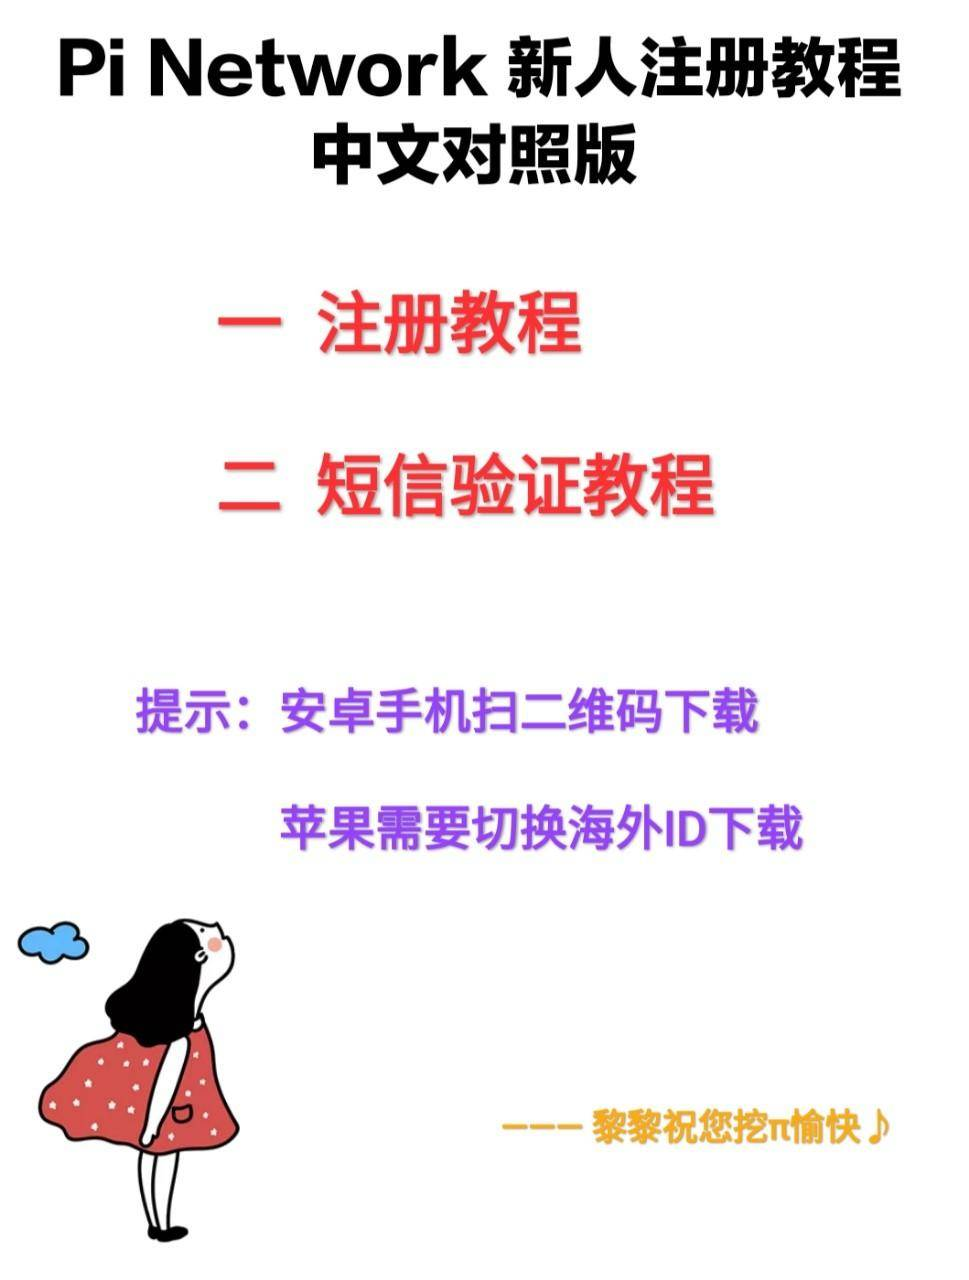 Pi Network 新人注册教程
中文对照版
一 注册教程
二 短信验证教程
提示：安卓手机扫二维码下载
苹果需要切换海外ID下载
——— 黎黎祝您挖π愉快♪